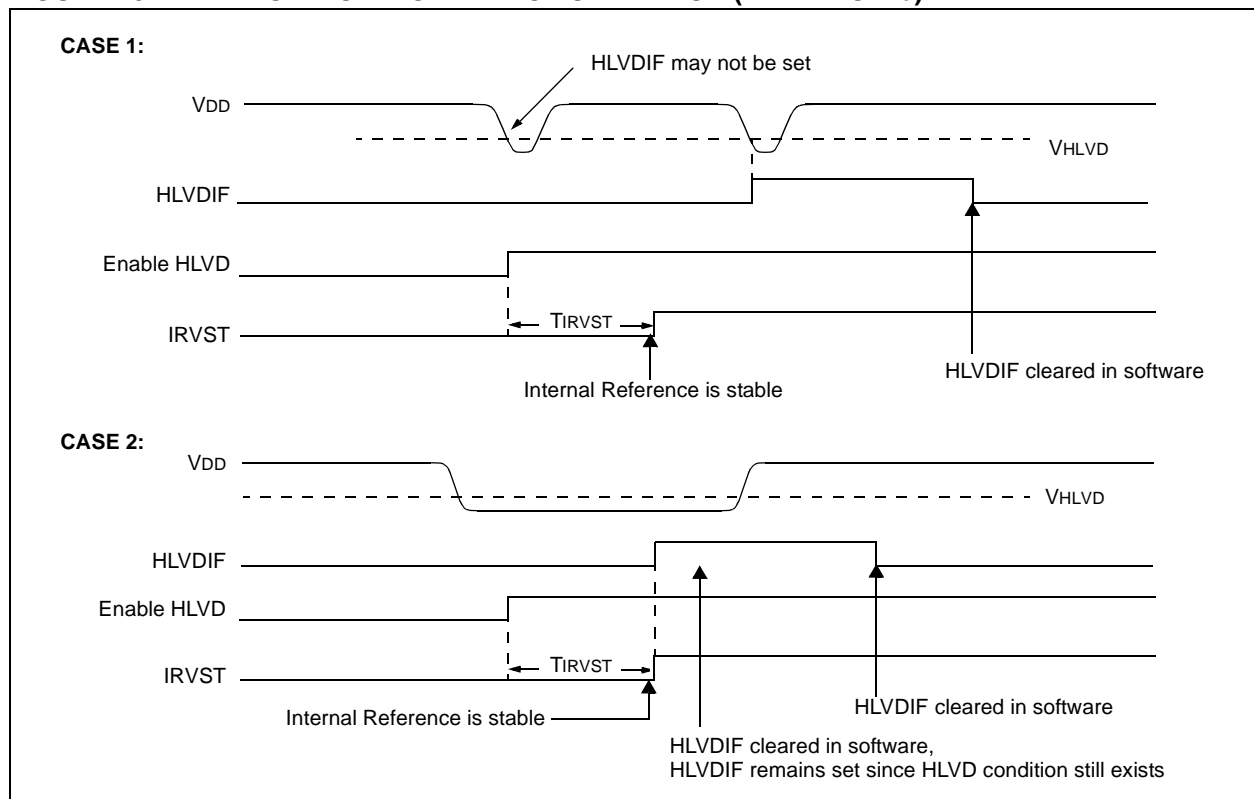 CASE 1:
HLVDIF may not be set
VDD
VHLVD
HLVDIF
Enable HLVD
TIRVST
IRVST
HLVDIF cleared in software
Internal Reference is stable
CASE 2:
VDD
VHLVD
HLVDIF
Enable HLVD
TIRVST
IRVST
HLVDIF cleared in software
Internal Reference is stable
HLVDIF cleared in software,
HLVDIF remains set since HLVD condition still exists